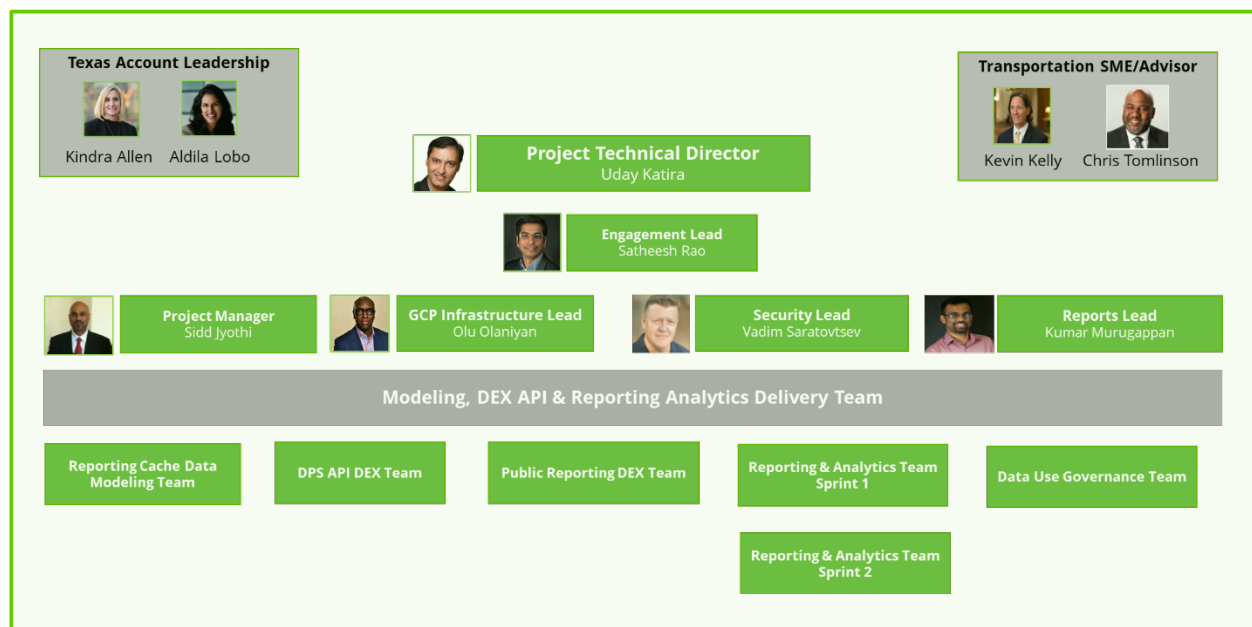 Texas Account Leadership
Kindra Allen
Aldila Lobo
Transportation SME/Advisor
Kevin Kelly
Chris Tomlinson
Project Technical Director
Uday Katira
Engagement Lead
Satheesh Rao
Project Manager
Sidd Jyothi
GCP Infrastructure Lead
Olu Olaniyan
Security Lead
Vadim Saratovtsev
Reports Lead
Kumar Murugappan
Modeling, DEX API & Reporting Analytics Delivery Team
Reporting Cache Data
Modeling Team
DPS API DEX Team
Public Reporting DEX Team
Reporting & Analytics Team
Sprint 1
Data Use Governance Team
Reporting & Analytics Team
Sprint 2